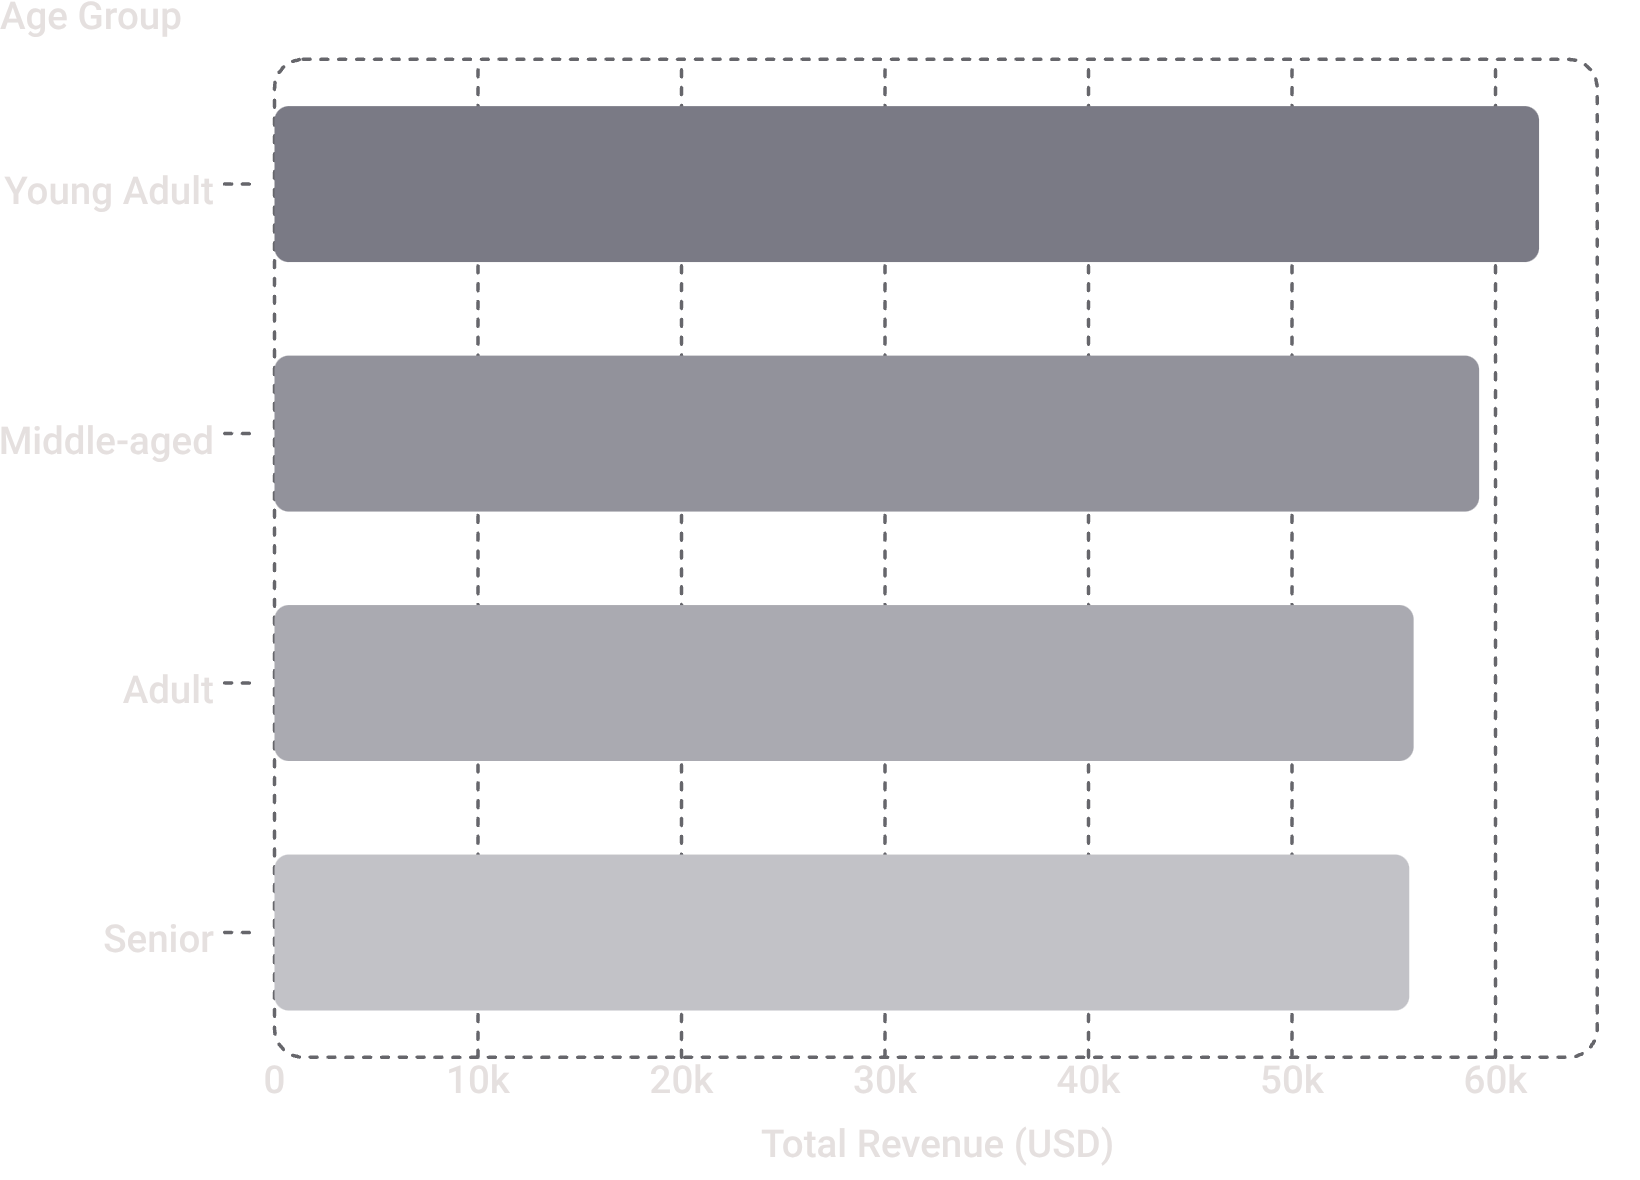 Age Group
Young Adult
Middle-aged
Adult
Senior
0 10k 20k 30k 40k 50k 60k
Total Revenue (USD)